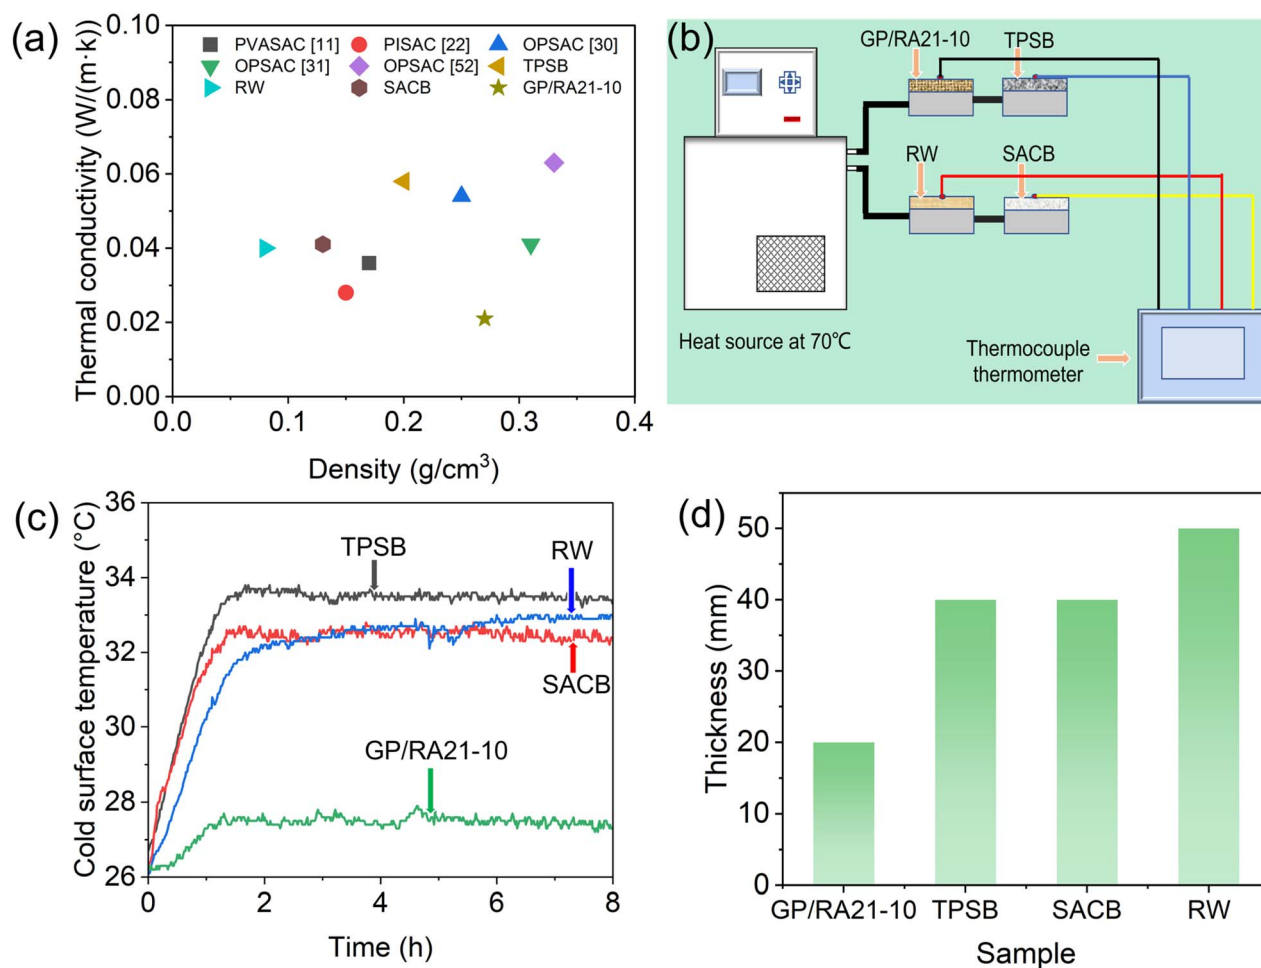 (a)
Thermal conductivity (W/(m·k))
0.10
0.08
0.06
0.04
0.02
0.00
PVASAC [11] PISAC [22] OPSAC [30]
OPSAC [31] OPSAC [52] TPSB
RW SACB GP/RA21-10
0.0 0.1 0.2 0.3 0.4
Density (g/cm³)
(b)
GP/RA21-10 TPSB
RW SACB
Heat source at 70℃
Thermocouple
thermometer
(c)
Cold surface temperature (°C)
36
34
32
30
28
26
TPSB
RW
SACB
GP/RA21-10
0 2 4 6 8
Time (h)
(d)
Thickness (mm)
50
40
30
20
10
0
GP/RA21-10 TPSB SACB RW
Sample